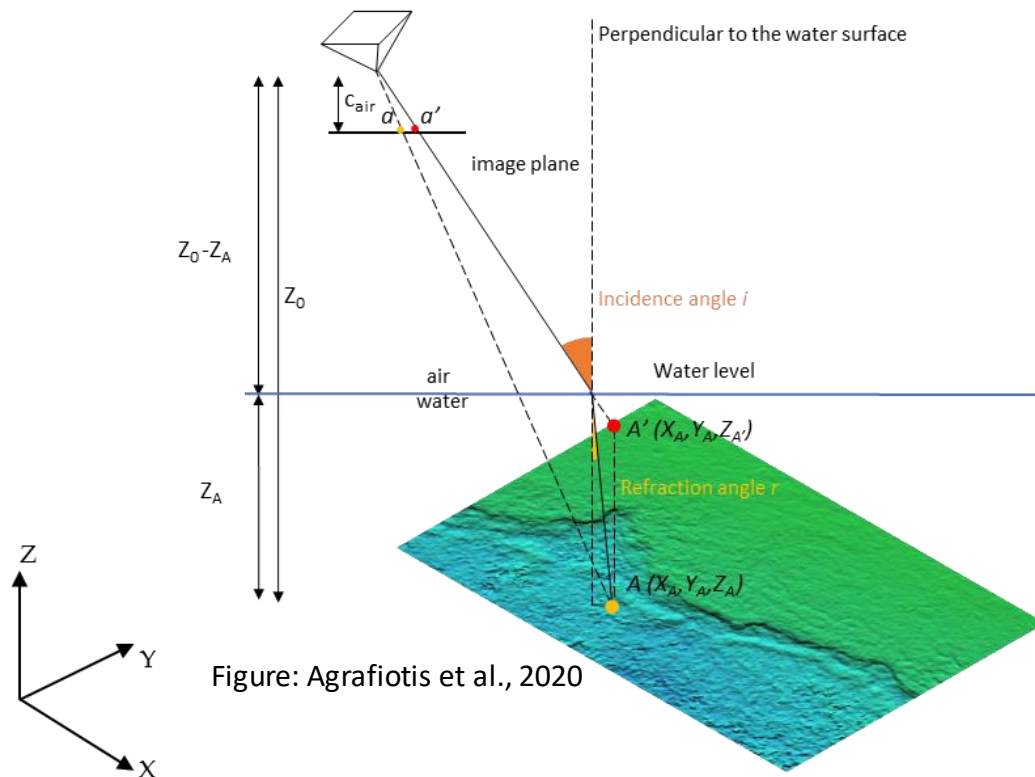 Perpendicular to the water surface
c_air
a
a'
image plane
Z_0 -Z_A
Z_0
Incidence angle i
air
Water level
water
A' (X_A, Y_A, Z_A')
Z_A
Refraction angle r
Z
A (X_A, Y_A, Z_A)
Y
Figure: Agrafiotis et al., 2020
X